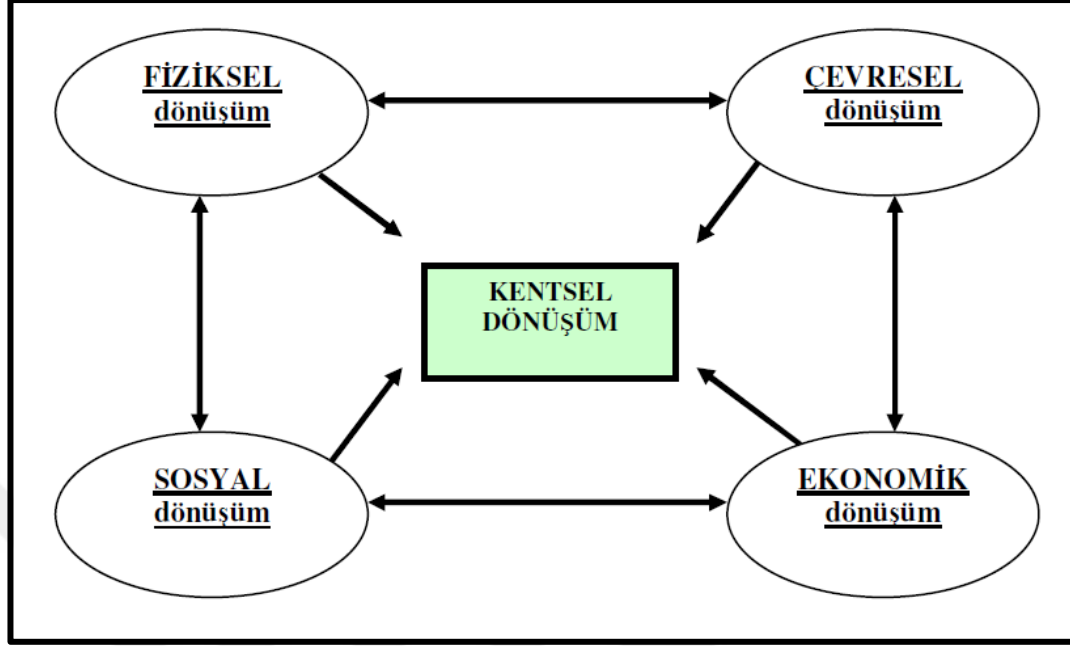 FİZİKSEL
dönüşüm
ÇEVRESEL
dönüşüm
KENTSEL
DÖNÜŞÜM
SOSYAL
dönüşüm
EKONOMİK
dönüşüm